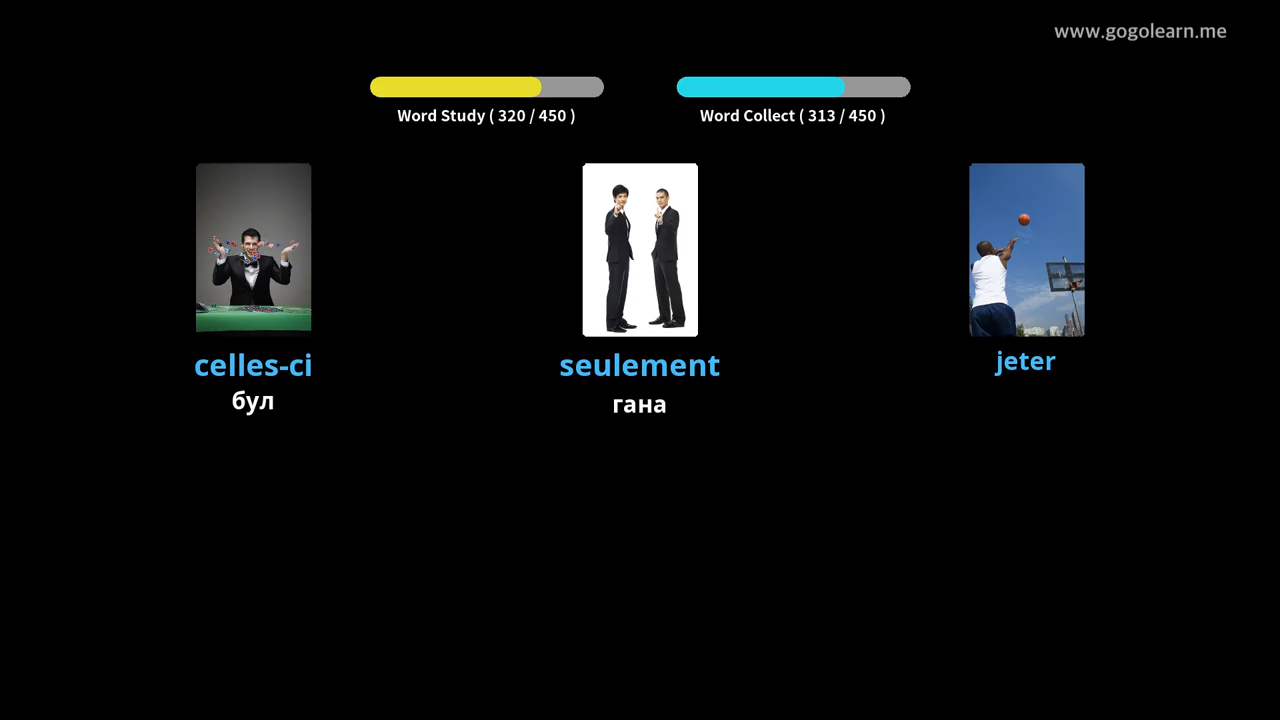 www.gogolearn.me
Word Study ( 320 / 450 )
Word Collect ( 313 / 450 )
celles-ci
seulement
jeter
бул
гана